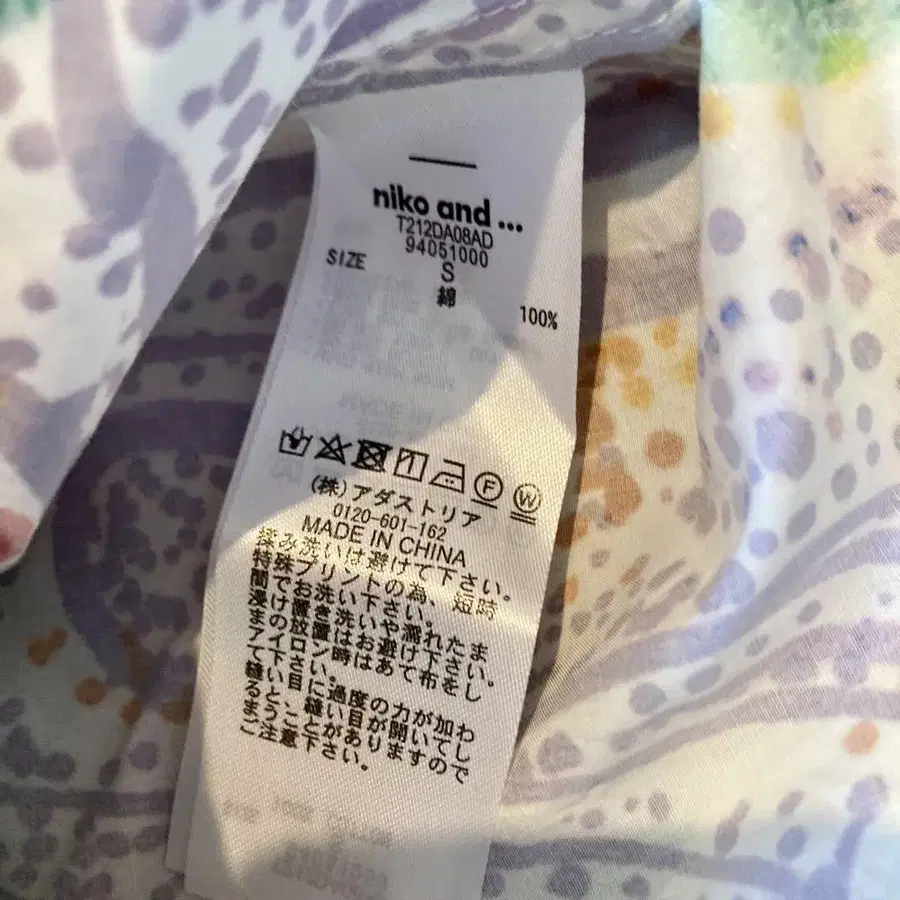 niko and ...
T212DA08AD
94051000
SIZE S
綿 100%
F W
(株)アダストリア
0120-601-162
MADE IN CHINA
揉み洗いは避けて下さい。
特殊プリントの為、短時
間でお洗い下さい。
浸け置き洗いや濡れたま
まの放置はお避け下さい。
アイロン時はあて布をし
て下さい。
縫い目に過度の力が加わ
ると、縫い目が開いてし
まうことがありますので
ご注意下さい。